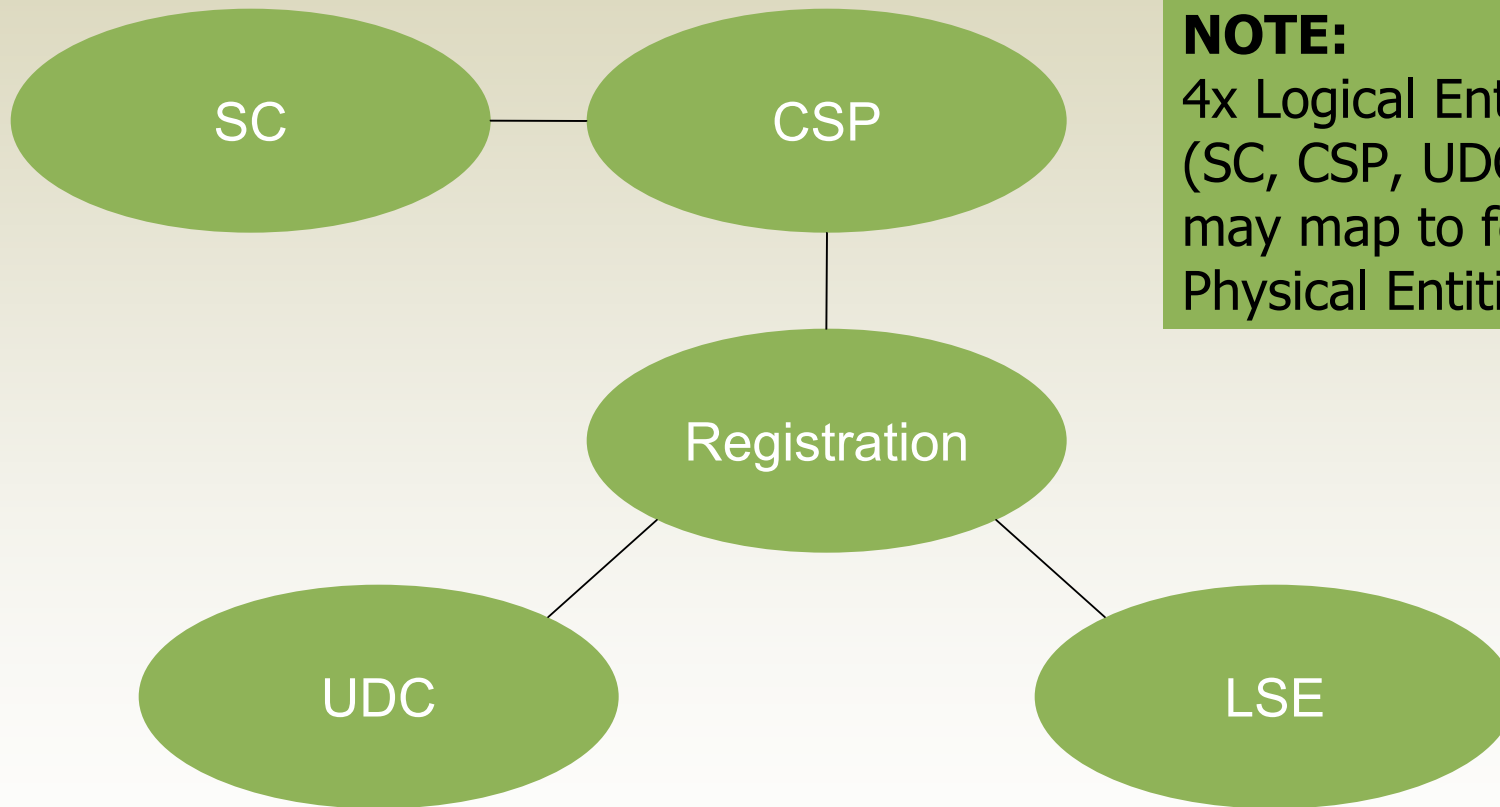 SC
CSP
NOTE:
4x Logical
(SC, CSP,
may map to
Physical
Registration
UDC
LSE